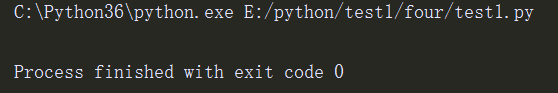 C:\Python36\python.exe E:/python/test1/four/test1.py
Process finished with exit code 0